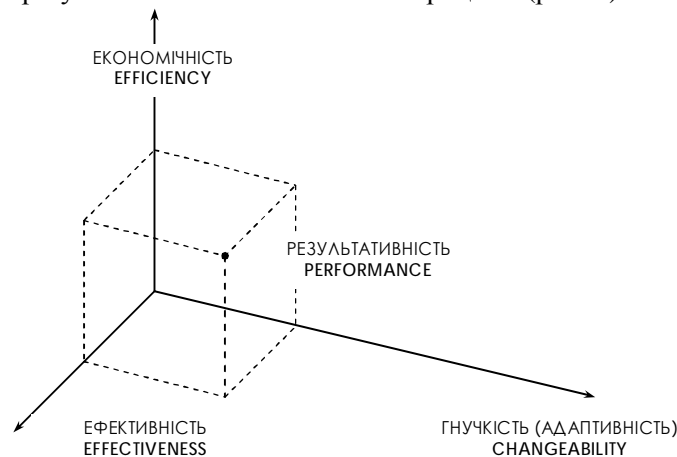 ЕКОНОМІЧНІСТЬ
EFFICIENCY
РЕЗУЛЬТАТИВНІСТЬ
PERFORMANCE
ЕФЕКТИВНІСТЬ
EFFECTIVENESS
ГНУЧКІСТЬ (АДАПТИВНІСТЬ)
CHANGEABILITY